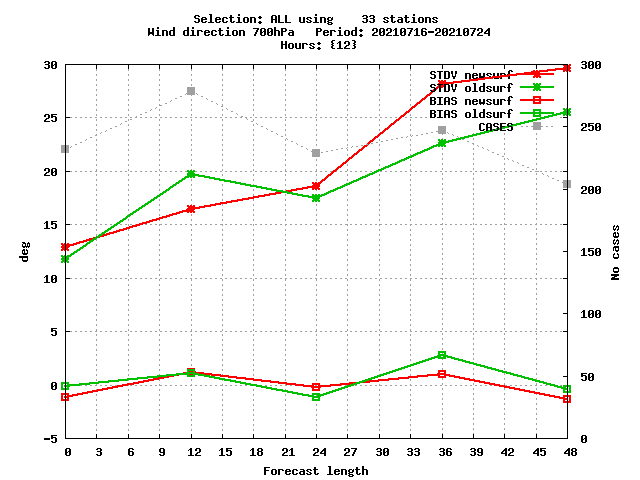 Selection: ALL using 33 stations
Wind direction 700hPa Period: 20210716-20210724
Hours: {12}
30 300
STDV newsurf
STDV oldsurf
BIAS newsurf
BIAS oldsurf
CASES
25 250
20 200
15 150
deg
No cases
10 100
5 50
0
-5 0
0 3 6 9 12 15 18 21 24 27 30 33 36 39 42 45 48
Forecast length